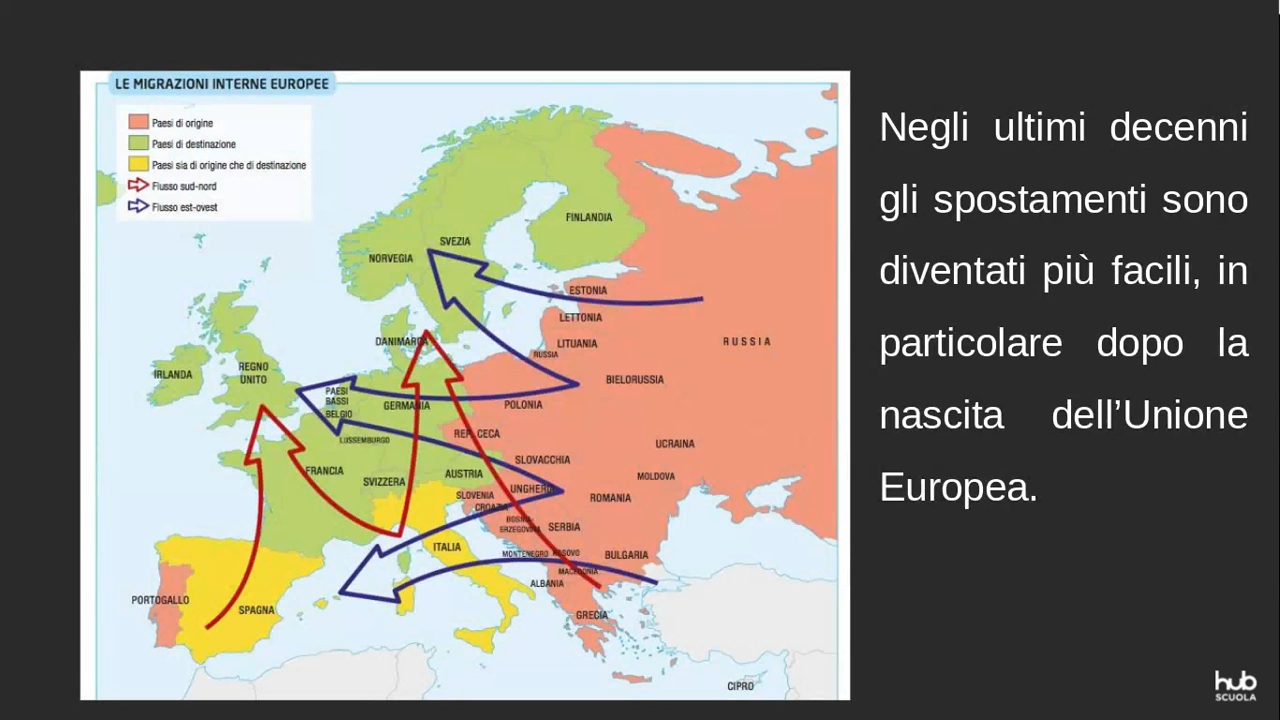 LE MIGRAZIONI INTERNE EUROPEE
Paesi di origine
Paesi di destinazione
Paesi sia di origine che di destinazione
Flusso sud-nord
Flusso est-ovest
FINLANDIA
SVEZIA
NORVEGIA
ESTONIA
LETTONIA
DANIMARCA
LITUANIA
RUSSIA
RUSSIA
IRLANDA
REGNO
UNITO
BIELORUSSIA
PAESI
BASSI
BELGIO
GERMANIA
POLONIA
LUSSEMBURGO
REP. CECA
UCRAINA
FRANCIA
SLOVACCHIA
AUSTRIA
SVIZZERA
MOLDOVA
UNGHERIA
SLOVENIA
CROAZIA
ROMANIA
BOSNIA-
ERZEGOVINA
SERBIA
ITALIA
MONTENEGRO
KOSOVO
BULGARIA
MACEDONIA
ALBANIA
PORTOGALLO
SPAGNA
GRECIA
CIPRO
Negli ultimi decenni
gli spostamenti sono
diventati più facili, in
particolare dopo la
nascita dell’Unione
Europea.
hub
SCUOLA